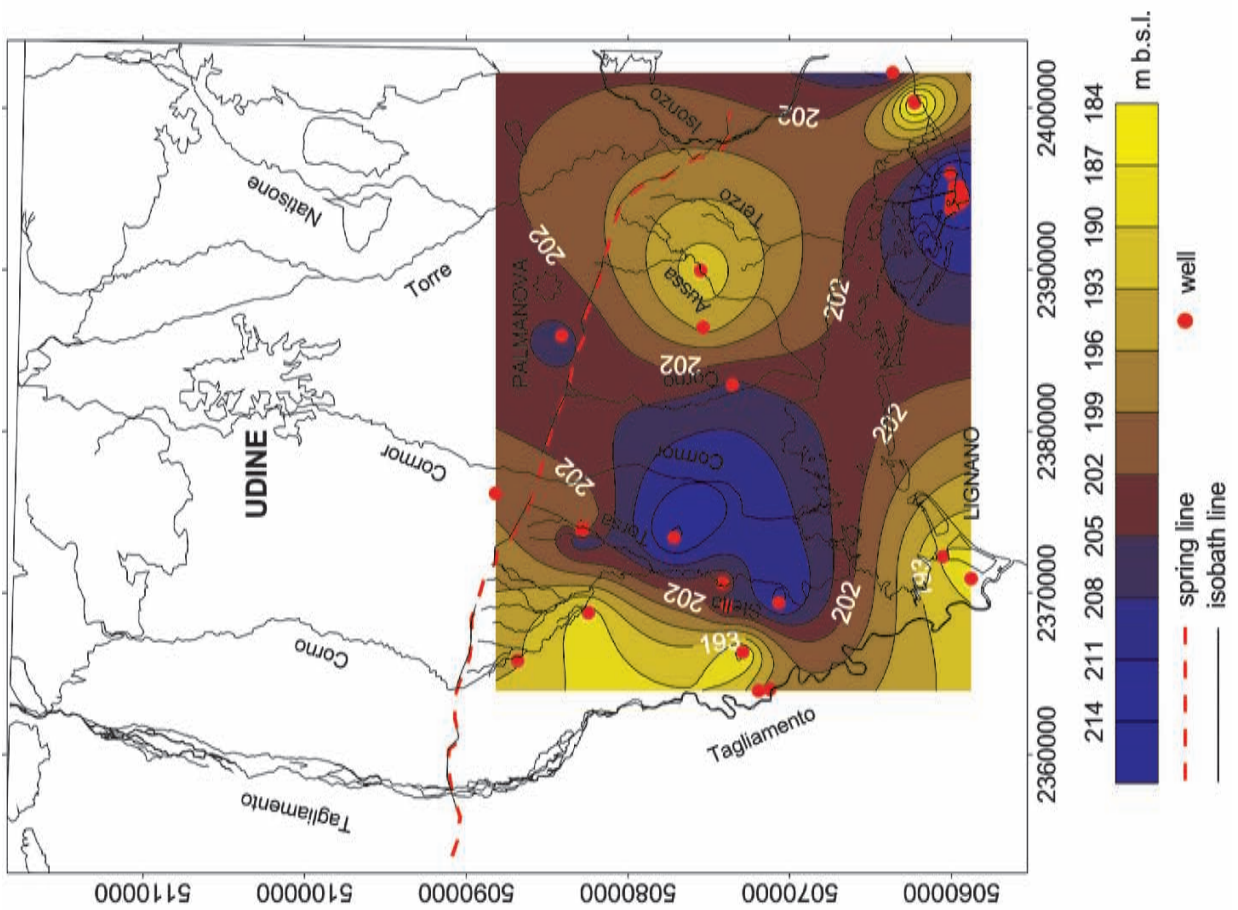 Natisone
Isonzo
Torre
UDINE
Cormor
Corno
Tagliamento
Tagliamento
PALMANOVA
202
202
Terzo
Aussa
202
202
Corno
202
202
Cormor
Torsa
202
Stella
202
193
193
LIGNANO
5110000
5100000
5090000
5080000
5070000
5060000
2360000
2370000
2380000
2390000
2400000
214
211
208
205
202
199
196
193
190
187
184
m b.s.l.
spring line
isobath line
well